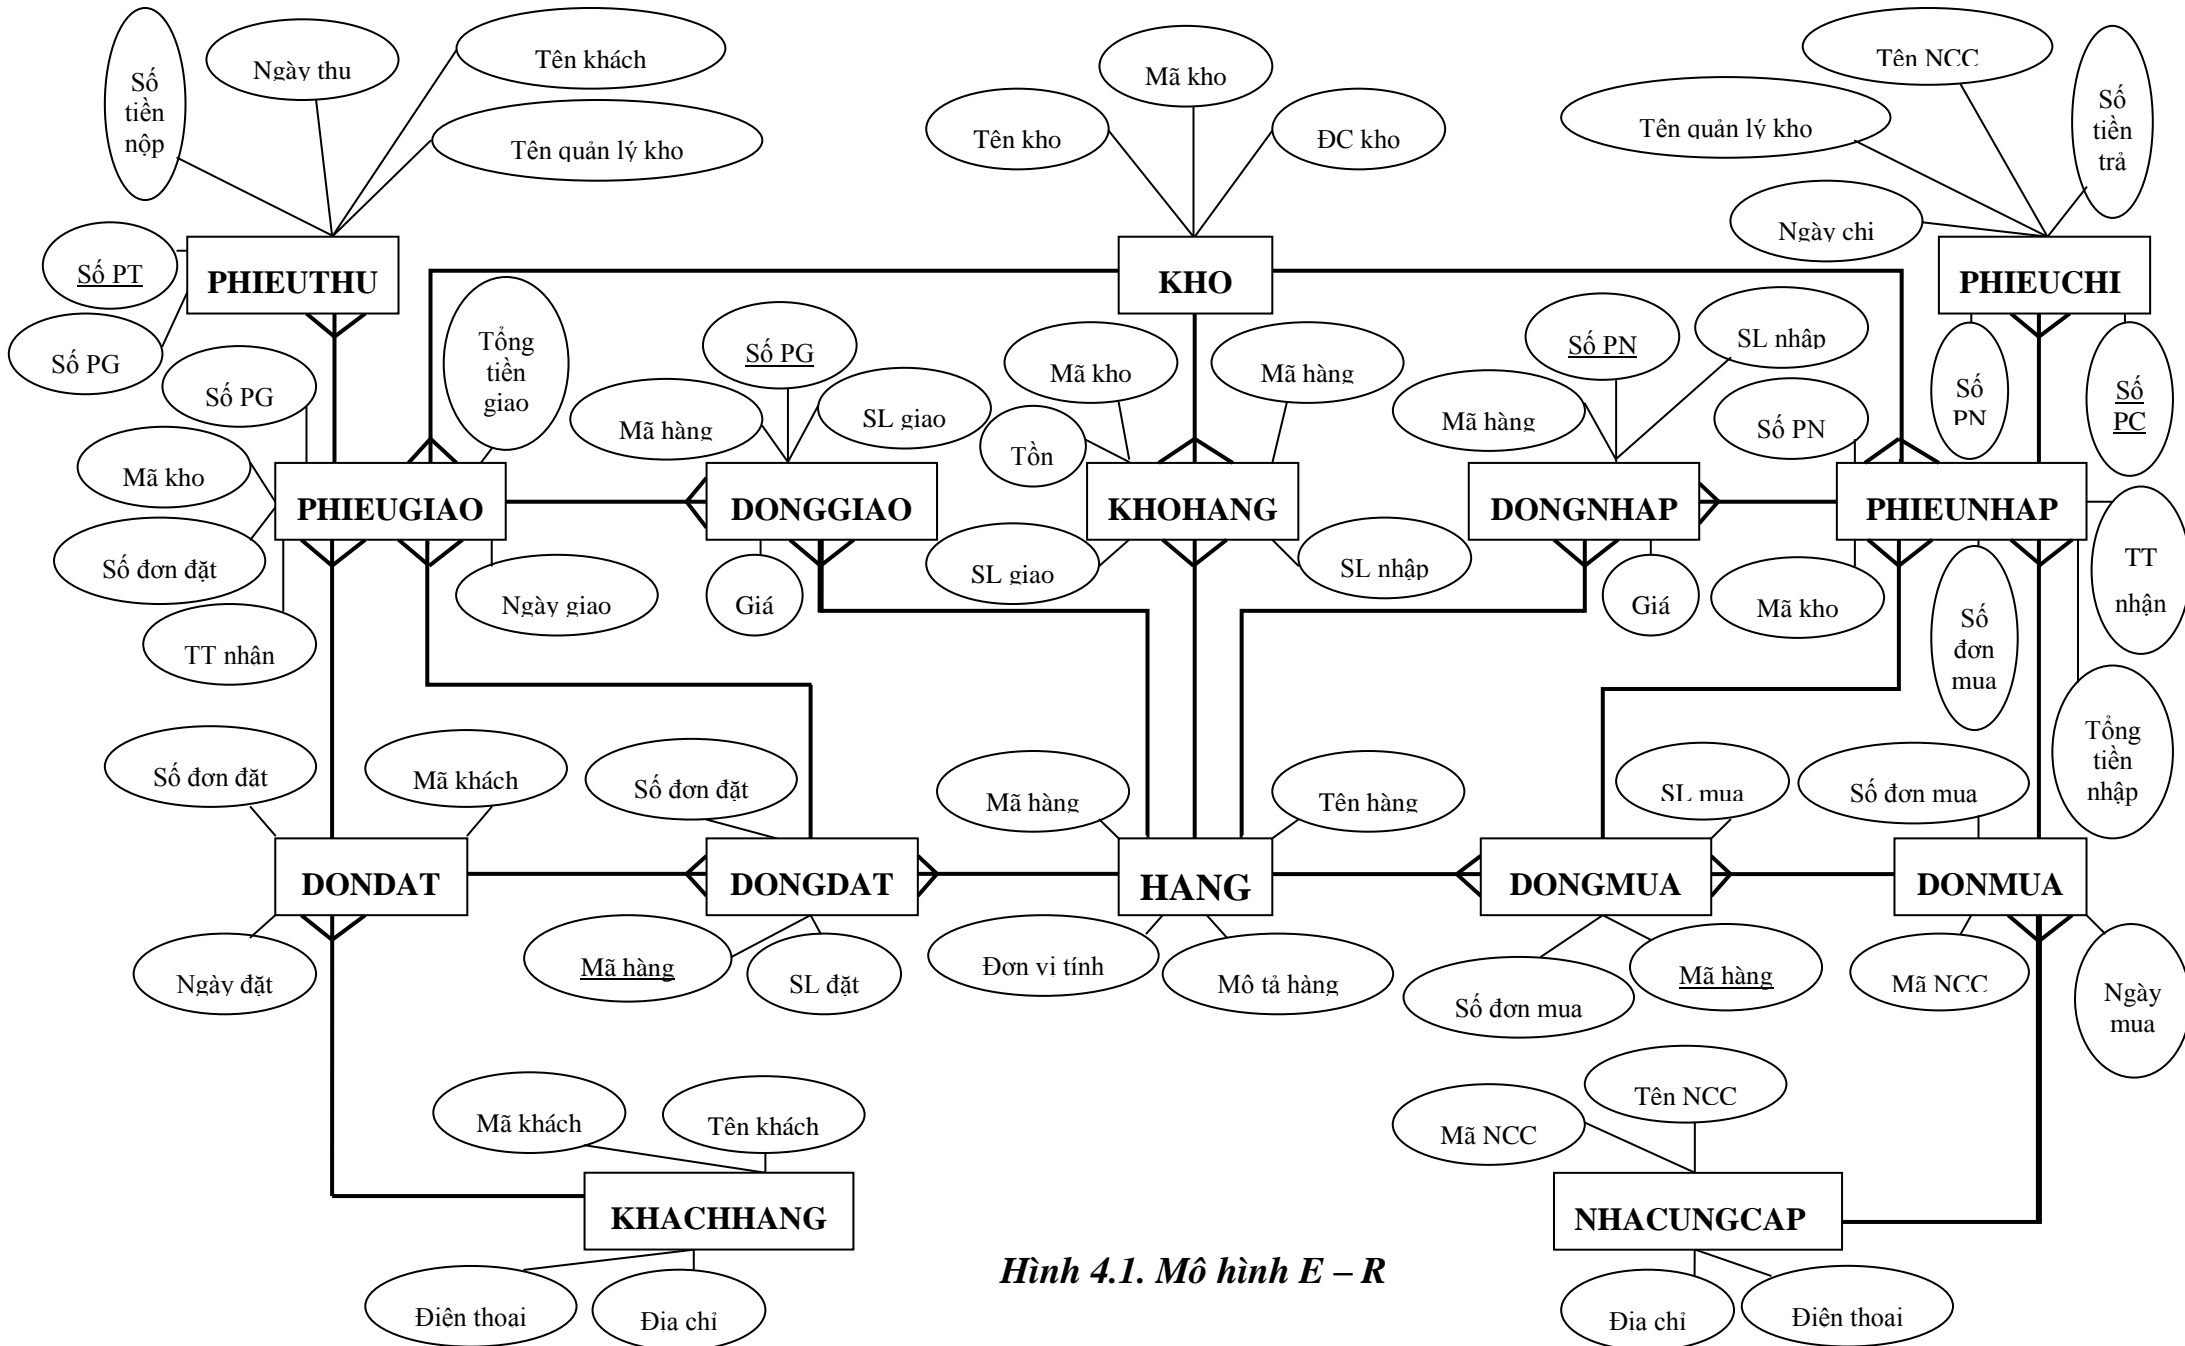 Số
tiền
nộp
Ngày thu
Tên khách
Tên quản lý kho
Mã kho
Tên kho
ĐC kho
Tên NCC
Tên quản lý kho
Số
tiền
trả
Ngày chi
Số PT
PHIEUTHU
KHO
PHIEUCHI
Số PG
Tổng
tiền
giao
Số PG
Số PG
Mã hàng
SL giao
Mã kho
Mã hàng
Tồn
Số PN
SL nhập
Mã hàng
Số PN
Số
PN
Số
PC
Mã kho
PHIEUGIAO
DONGGIAO
KHOHANG
DONGNHAP
PHIEUNHAP
Số đơn đặt
TT nhân
Ngày giao
Giá
SL giao
SL nhập
Giá
Mã kho
Số
đơn
mua
TT
nhận
Tổng
tiền
nhập
Số đơn đặt
Mã khách
Số đơn đặt
Mã hàng
Tên hàng
SL mua
Số đơn mua
DONDAT
DONGDAT
HANG
DONGMUA
DONMUA
Ngày đặt
Mã hàng
SL đặt
Đơn vi tính
Mô tả hàng
Số đơn mua
Mã hàng
Mã NCC
Ngày
mua
Mã khách
Tên khách
Mã NCC
Tên NCC
KHACHHANG
NHACUNGCAP
Điên thoai
Đia chỉ
Hình 4.1. Mô hình E – R
Đia chỉ
Điên thoai